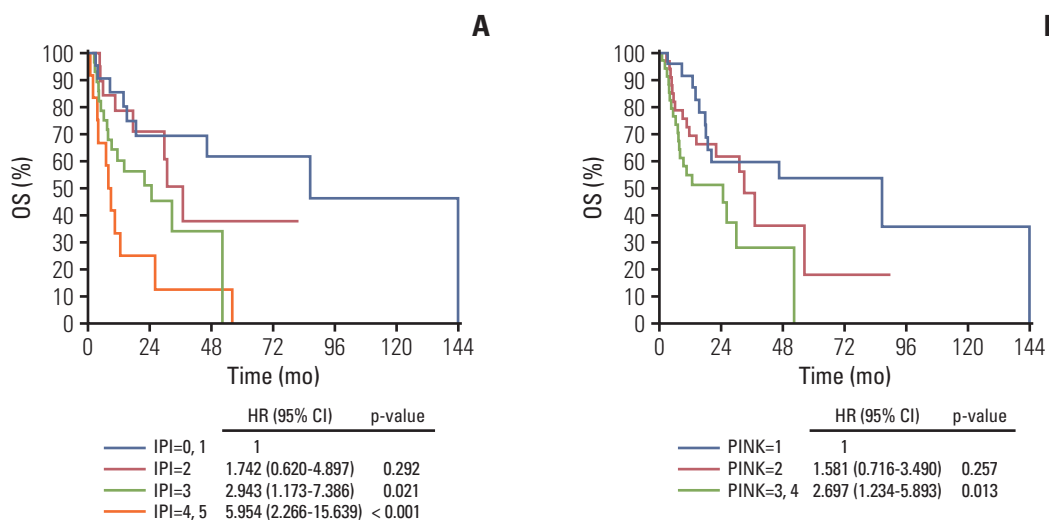 A
100
90
80
70
60
50
40
30
20
10
0
OS (%)
0 24 48 72 96 120 144
Time (mo)
HR (95% CI) p-value
IPI=0, 1 1
IPI=2 1.742 (0.620-4.897) 0.292
IPI=3 2.943 (1.173-7.386) 0.021
IPI=4, 5 5.954 (2.266-15.639) < 0.001
100
90
80
70
60
50
40
30
20
10
0
OS (%)
0 24 48 72 96 120 144
Time (mo)
HR (95% CI) p-value
PINK=1 1
PINK=2 1.581 (0.716-3.490) 0.257
PINK=3, 4 2.697 (1.234-5.893) 0.013